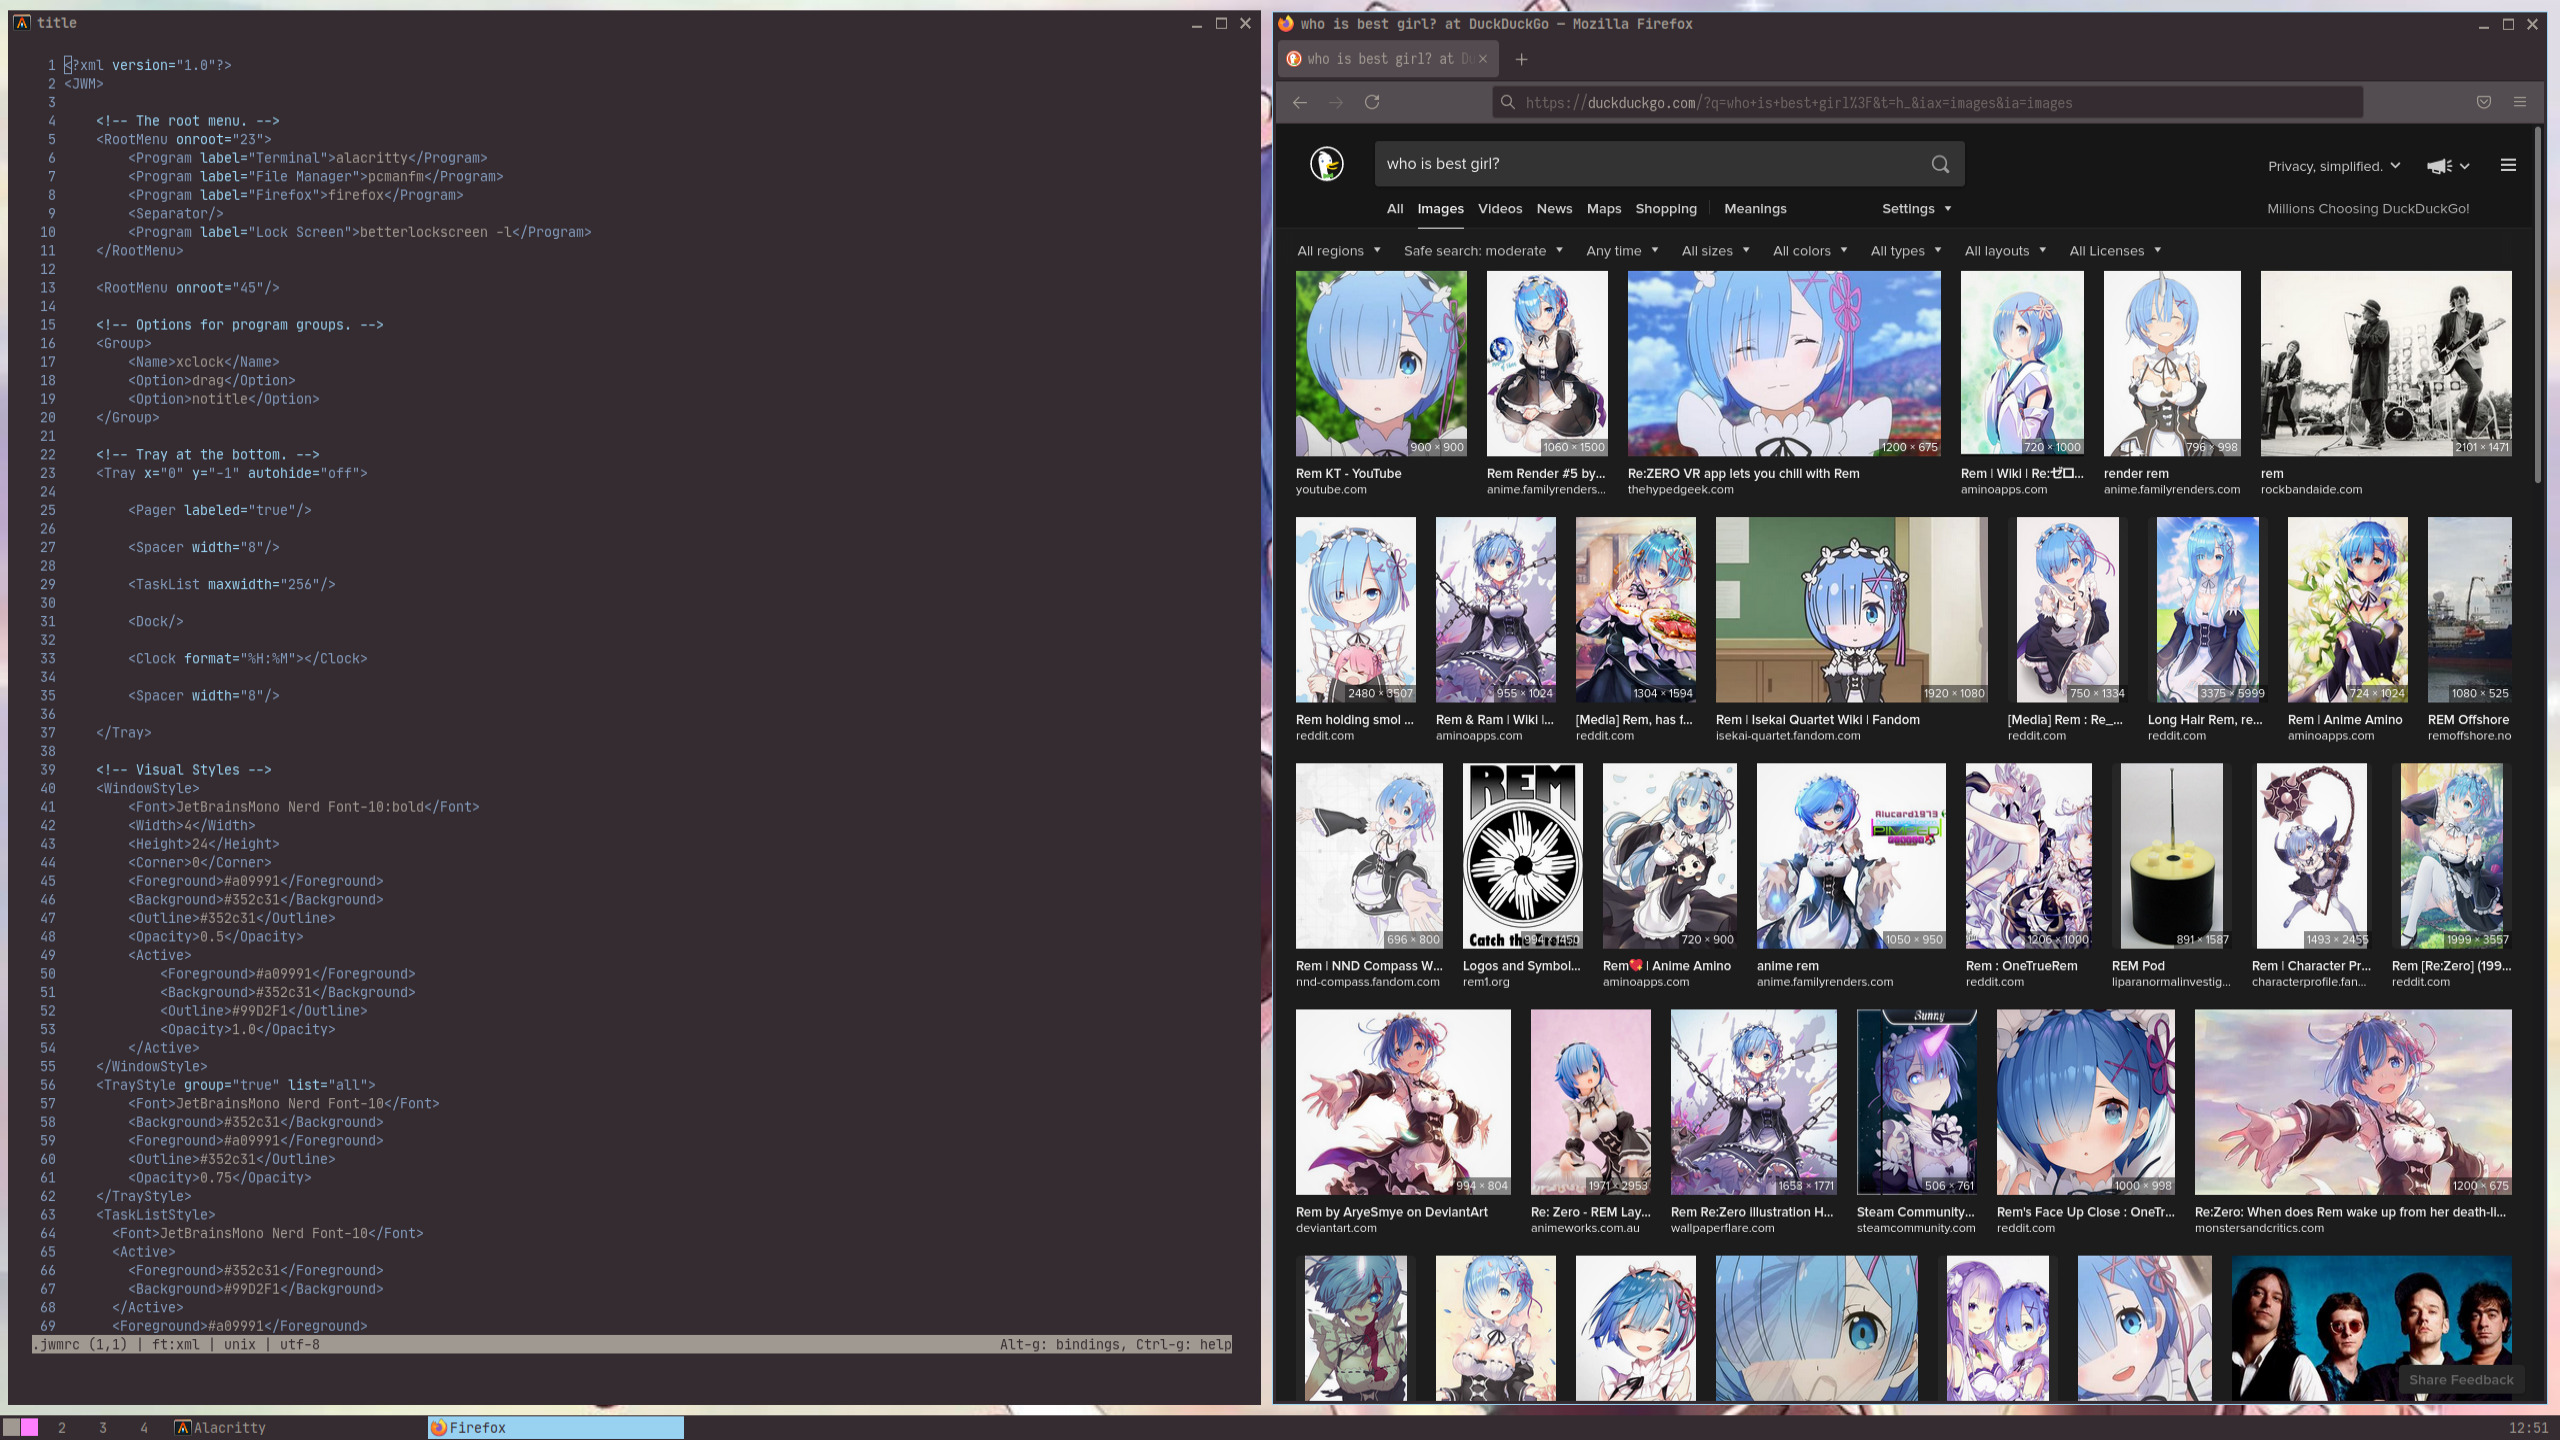 title
1 <?xml version="1.0"?>
2 <JWM>
3
4 <!-- The root menu. -->
5 <RootMenu onroot="23">
6 <Program label="Terminal">alacritty</Program>
7 <Program label="File Manager">pcmanfm</Program>
8 <Program label="Firefox">firefox</Program>
9 <Separator/>
10 <Program label="Lock Screen">betterlockscreen -l</Program>
11 </RootMenu>
12
13 <RootMenu onroot="45"/>
14
15 <!-- Options for program groups. -->
16 <Group>
17 <Name>xclock</Name>
18 <Option>drag</Option>
19 <Option>notitle</Option>
20 </Group>
21
22 <!-- Tray at the bottom. -->
23 <Tray x="0" y="-1" autohide="off">
24
25 <Pager labeled="true"/>
26
27 <Spacer width="8"/>
28
29 <TaskList maxwidth="256"/>
30
31 <Dock/>
32
33 <Clock format="%H:%M"></Clock>
34
35 <Spacer width="8"/>
36
37 </Tray>
38
39 <!-- Visual Styles -->
40 <WindowStyle>
41 <Font>JetBrainsMono Nerd Font-10:bold</Font>
42 <Width>4</Width>
43 <Height>24</Height>
44 <Corner>0</Corner>
45 <Foreground>#a09991</Foreground>
46 <Background>#352c31</Background>
47 <Outline>#352c31</Outline>
48 <Opacity>0.5</Opacity>
49 <Active>
50 <Foreground>#a09991</Foreground>
51 <Background>#352c31</Background>
52 <Outline>#99D2F1</Outline>
53 <Opacity>1.0</Opacity>
54 </Active>
55 </WindowStyle>
56 <TrayStyle group="true" list="all">
57 <Font>JetBrainsMono Nerd Font-10</Font>
58 <Background>#352c31</Background>
59 <Foreground>#a09991</Foreground>
60 <Outline>#352c31</Outline>
61 <Opacity>0.75</Opacity>
62 </TrayStyle>
63 <TaskListStyle>
64 <Font>JetBrainsMono Nerd Font-10</Font>
65 <Active>
66 <Foreground>#352c31</Foreground>
67 <Background>#99D2F1</Background>
68 </Active>
69 <Foreground>#a09991</Foreground>
.jwmrc (1,1) | ft:xml | unix | utf-8 Alt-g: bindings, Ctrl-g: help
who is best girl? at DuckDuckGo — Mozilla Firefox
who is best girl? at Du
https://duckduckgo.com/?q=who+is+best+girl%3F&t=h_&iax=images&ia=images
who is best girl?
Privacy, simplified.
All Images Videos News Maps Shopping Meanings Settings Millions Choosing DuckDuckGo!
All regions Safe search: moderate Any time All sizes All colors All types All layouts All Licenses
900 × 900 1060 × 1500 1200 × 675 720 × 1000 796 × 998 2101 × 1471
Rem KT - YouTube Rem Render #5 by... Re:ZERO VR app lets you chill with Rem Rem | Wiki | Re:ゼロ... render rem rem
youtube.com anime.familyrenders... thehypedgeek.com aminoapps.com anime.familyrenders.com rockbandaide.com
2480 × 3507 955 × 1024 1304 × 1594 1920 × 1080 750 × 1334 3375 × 5999 724 × 1024 1080 × 525
Rem holding smol ... Rem & Ram | Wiki |... [Media] Rem, has f... Rem | Isekai Quartet Wiki | Fandom [Media] Rem : Re_... Long Hair Rem, re... Rem | Anime Amino REM Offshore
reddit.com aminoapps.com reddit.com isekai-quartet.fandom.com reddit.com reddit.com aminoapps.com remoffshore.no
REM
Alucard1973
PIMPED
Catch the
696 × 800 994 × 1450 720 × 900 1050 × 950 1206 × 1000 891 × 1587 1493 × 2455 1999 × 3557
Rem | NND Compass W... Logos and Symbol... Rem💘 | Anime Amino anime rem Rem : OneTrueRem REM Pod Rem | Character Pr... Rem [Re:Zero] (199...
nnd-compass.fandom.com rem1.org aminoapps.com anime.familyrenders.com reddit.com liparanormalinvestig... characterprofile.fan... reddit.com
Sunny
994 × 804 1971 × 2953 1653 × 1771 506 × 761 1000 × 998 1200 × 675
Rem by AryeSmye on DeviantArt Re: Zero - REM Lay... Rem Re:Zero Illustration H... Steam Community... Rem's Face Up Close : OneTr... Re:Zero: When does Rem wake up from her death-li...
deviantart.com animeworks.com.au wallpaperflare.com steamcommunity.com reddit.com monstersandcritics.com
Share Feedback
2 3 4 Alacritty Firefox 12:51